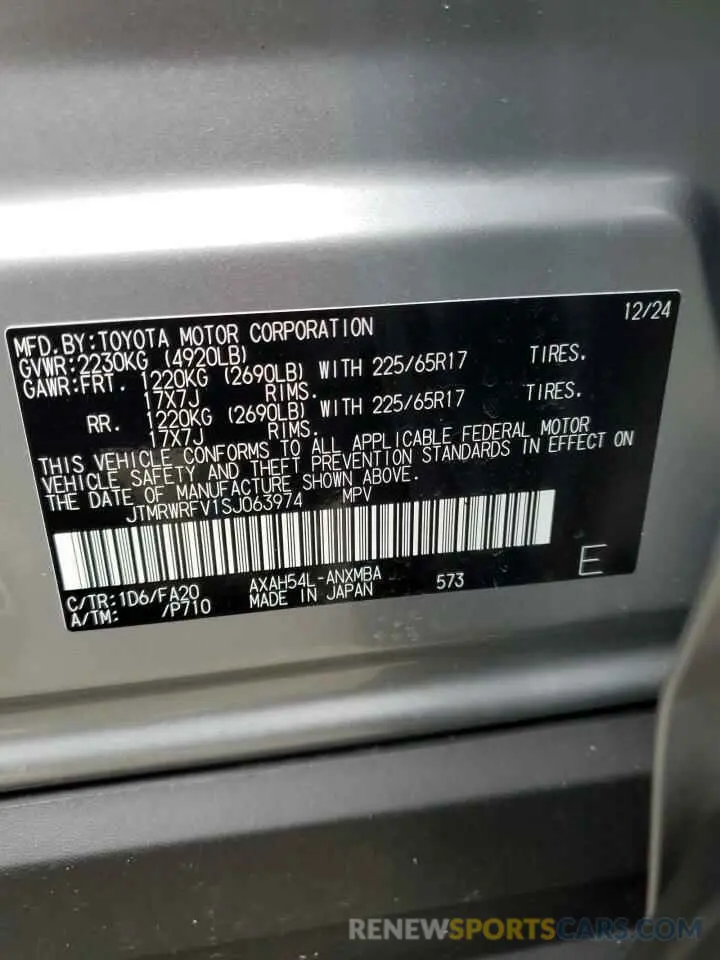 12/24
MFD.BY:TOYOTA MOTOR CORPORATION
GVWR:2230KG (4920LB)
GAWR:FRT. 1220KG (2690LB) WITH 225/65R17 TIRES.
17X7J RIMS.
RR. 1220KG (2690LB) WITH 225/65R17 TIRES.
17X7J RIMS.
THIS VEHICLE CONFORMS TO ALL APPLICABLE FEDERAL MOTOR
VEHICLE SAFETY AND THEFT PREVENTION STANDARDS IN EFFECT ON
THE DATE OF MANUFACTURE SHOWN ABOVE.
JTMRWRFV1SJ063974 MPV
C/TR:1D6/FA20 AXAH54L-ANXMBA 573 E
A/TM: /P710 MADE IN JAPAN
RENEWSPORTSCARS.COM